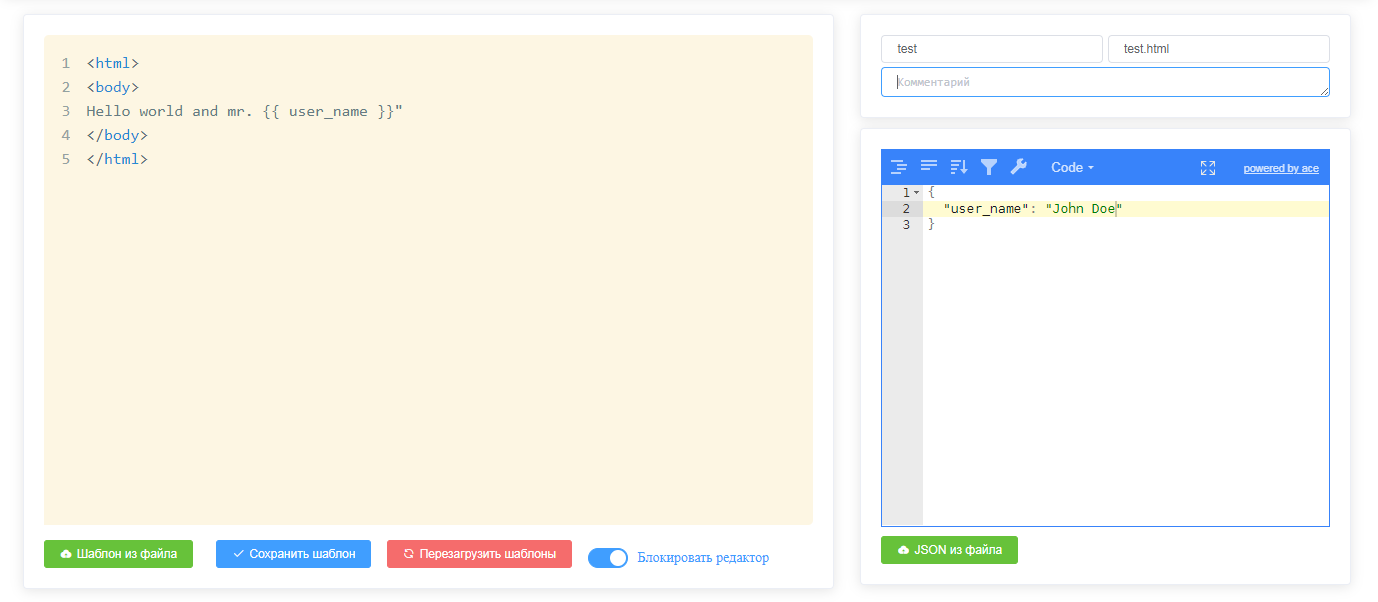 1 <html>
2 <body>
3 Hello world and mr. {{ user_name }}"
4 </body>
5 </html>
Шаблон из файла
Сохранить шаблон
Перезагрузить шаблоны
Блокировать редактор
test
test.html
Комментарий
Code
powered by ace
1 {
2 "user_name": "John Doe"
3 }
JSON из файла